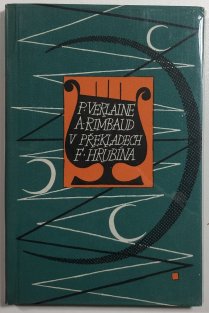 P. VERLAINE
A. RIMBAUD
V PŘEKLADECH
F. HRUBÍNA